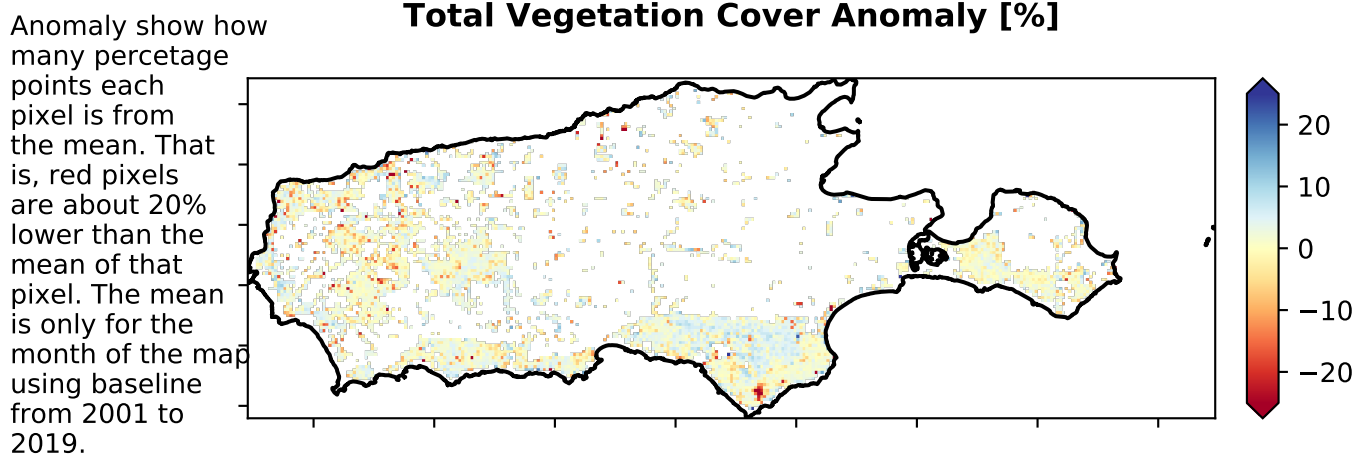 Total Vegetation Cover Anomaly [%]
Anomaly show how
many percetage
points each
pixel is from
the mean. That
is, red pixels
are about 20%
lower than the
mean of that
pixel. The mean
is only for the
month of the map
using baseline
from 2001 to
2019.
20
10
0
−10
−20